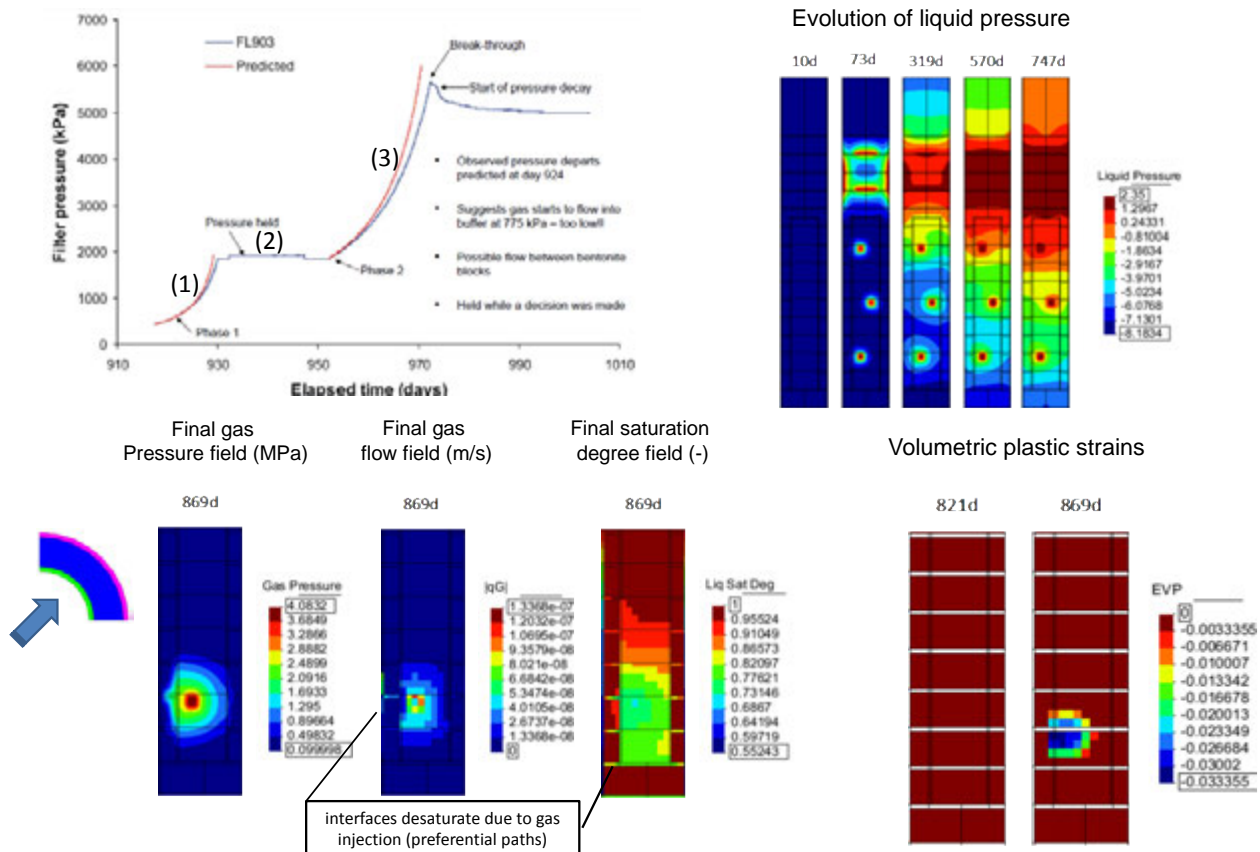 7000
6000
5000
4000
3000
2000
1000
0
Filter pressure (kPa)
FL903
Predicted
Break-through
Start of pressure decay
(3)
Observed pressure departs
predicted at day 924
Suggests gas starts to flow into
buffer at 775 kPa – too low!!
Possible flow between bentonite
blocks
Held while a decision was made
Pressure held
(2)
(1)
Phase 2
Phase 1
910
930
950
970
990
1010
Elapsed time (days)
Evolution of liquid pressure
10d 73d 319d 570d 747d
Liquid Pressure
2.35
1.2967
0.24331
-0.81004
-1.8634
-2.9167
-3.9701
-5.0234
-6.0768
-7.1301
-8.1834
Final gas
Pressure field (MPa)
869d
Gas Pressure
4.0832
3.6849
3.2866
2.8882
2.4899
2.0916
1.6933
1.295
0.89664
0.49832
0.099998
Final gas
flow field (m/s)
869d
|qG|
1.3368e-07
1.2032e-07
1.0695e-07
9.3579e-08
8.021e-08
6.6842e-08
5.3474e-08
4.0105e-08
2.6737e-08
1.3368e-08
0
Final saturation
degree field (-)
869d
Liq Sat Deg
1
0.95524
0.91049
0.86573
0.82097
0.77621
0.73146
0.6867
0.64194
0.59719
0.55243
interfaces desaturate due to gas
injection (preferential paths)
Volumetric plastic strains
821d 869d
EVP
0
-0.0033355
-0.006671
-0.010007
-0.013342
-0.016678
-0.020013
-0.023349
-0.026684
-0.03002
-0.033355